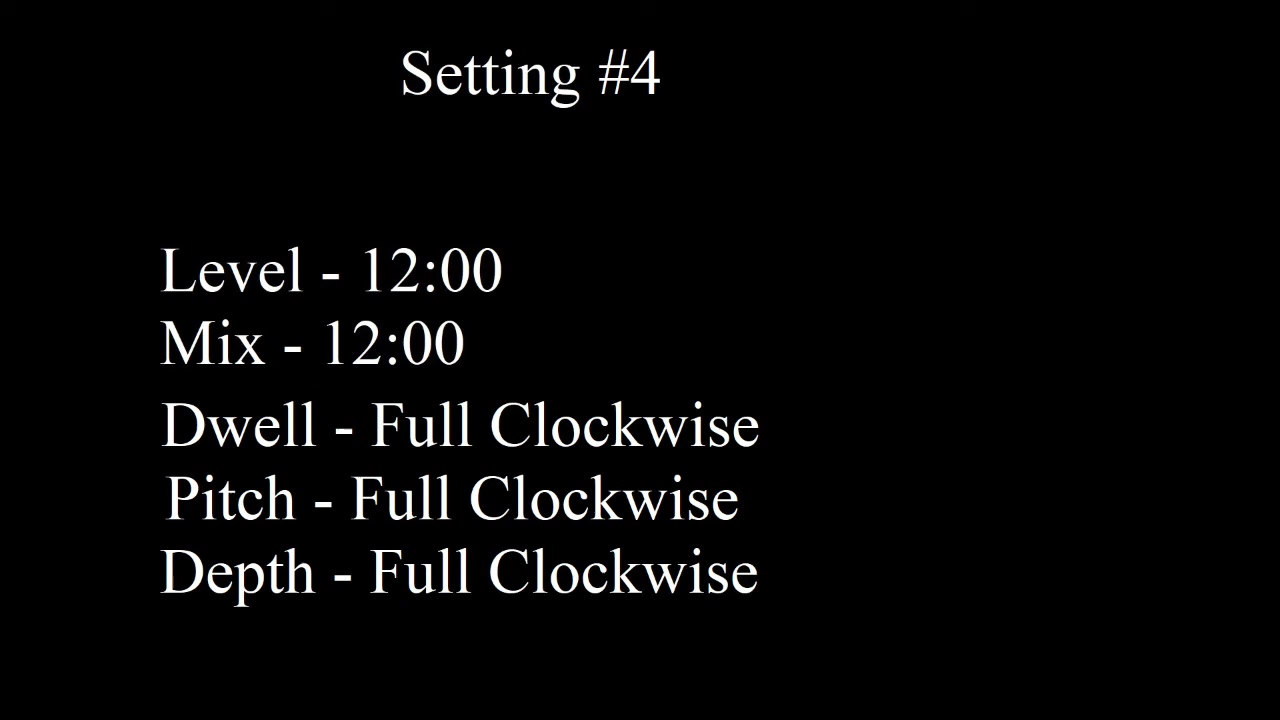 Setting #4
Level - 12:00
Mix - 12:00
Dwell - Full Clockwise
Pitch - Full Clockwise
Depth - Full Clockwise